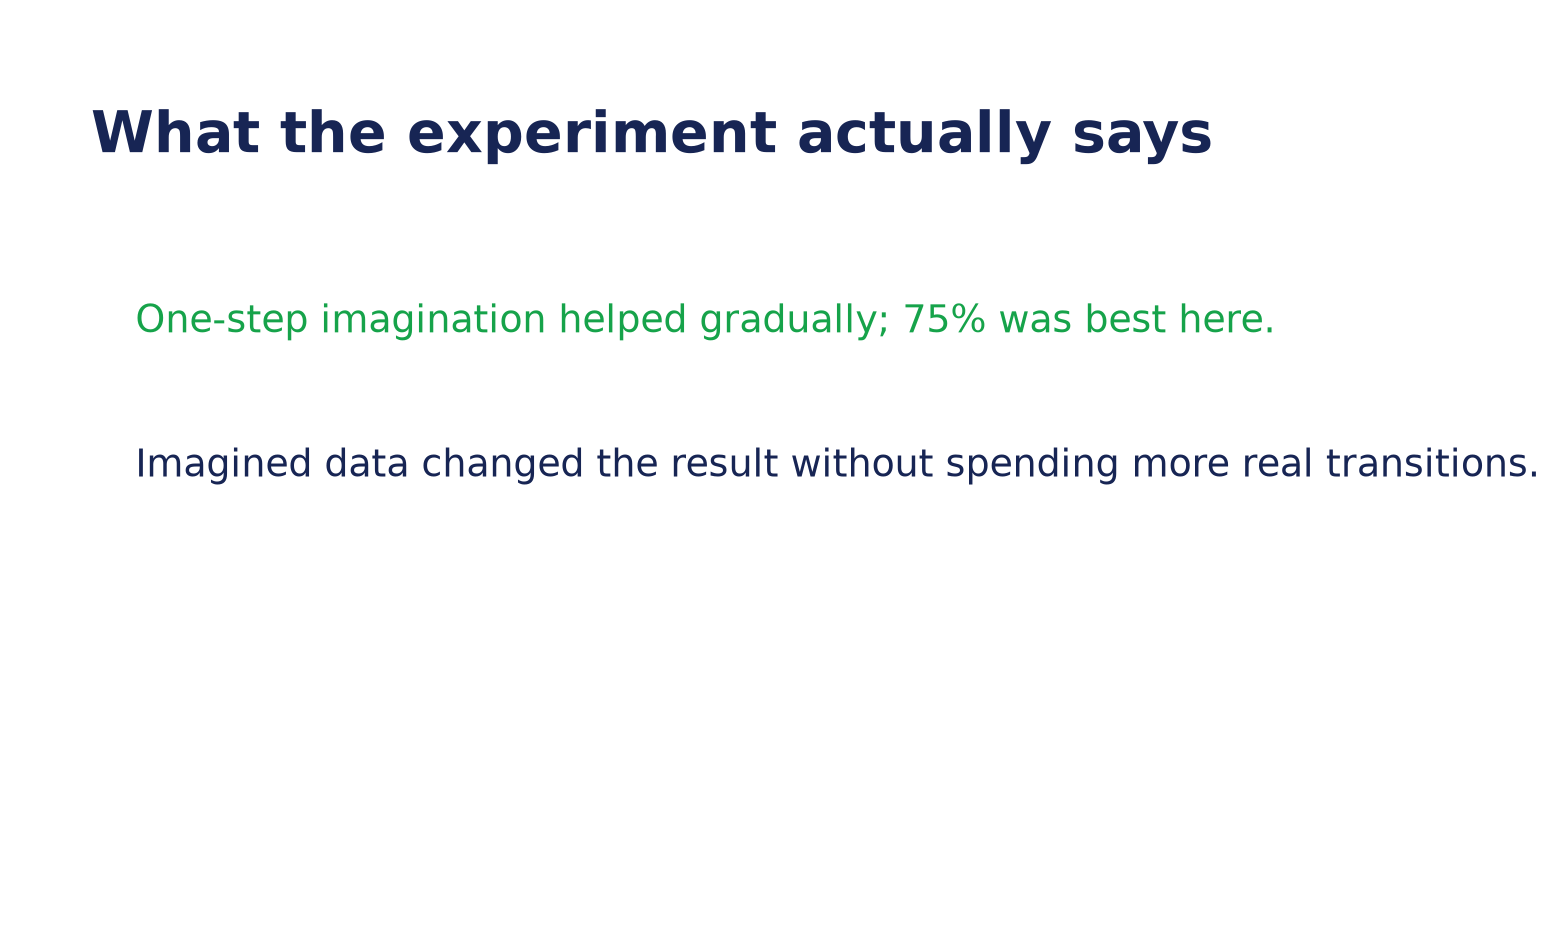 What the experiment actually says
One-step imagination helped gradually; 75% was best here.
Imagined data changed the result without spending more real transitions.